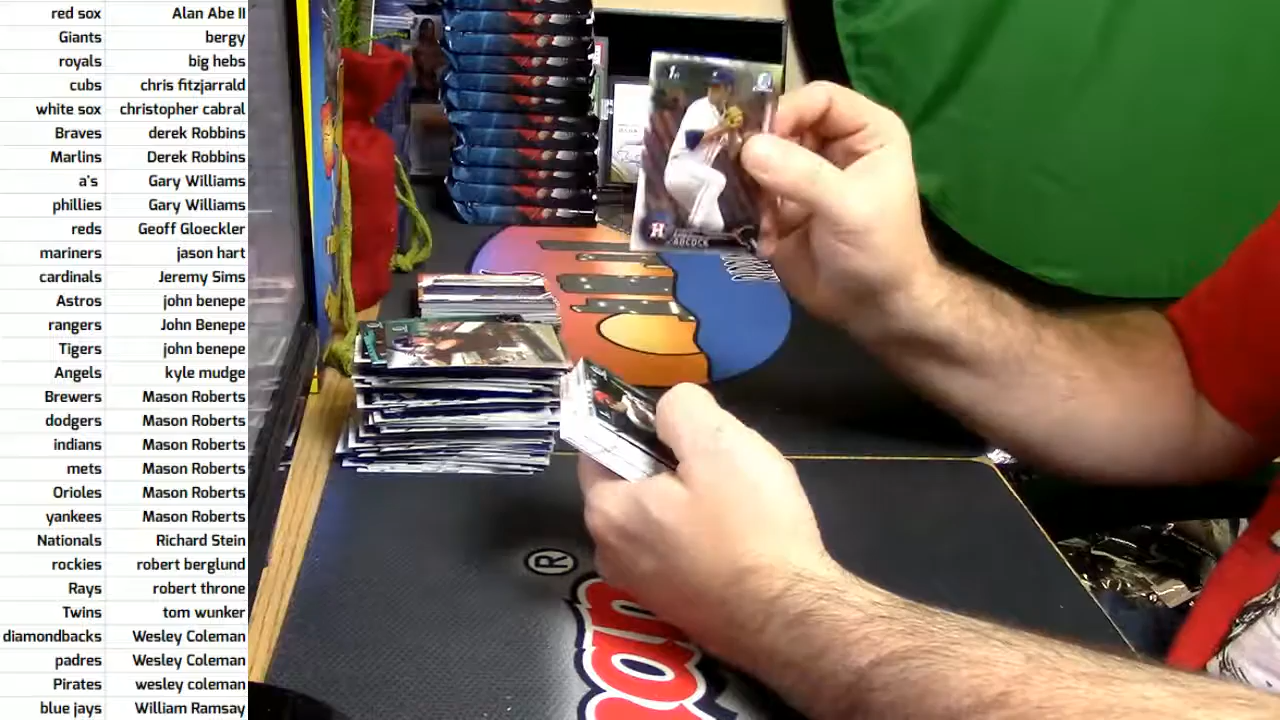 red sox Alan Abe II
Giants bergy
royals big hebs
cubs chris fitzjarrald
white sox christopher cabral
Braves derek Robbins
Marlins Derek Robbins
a's Gary Williams
phillies Gary Williams
reds Geoff Gloeckler
mariners jason hart
cardinals Jeremy Sims
Astros john benepe
rangers John Benepe
Tigers john benepe
Angels kyle mudge
Brewers Mason Roberts
dodgers Mason Roberts
indians Mason Roberts
mets Mason Roberts
Orioles Mason Roberts
yankees Mason Roberts
Nationals Richard Stein
rockies robert berglund
Rays robert throne
Twins tom wunker
diamondbacks Wesley Coleman
padres Wesley Coleman
Pirates wesley coleman
blue jays William Ramsay
1st
H
®